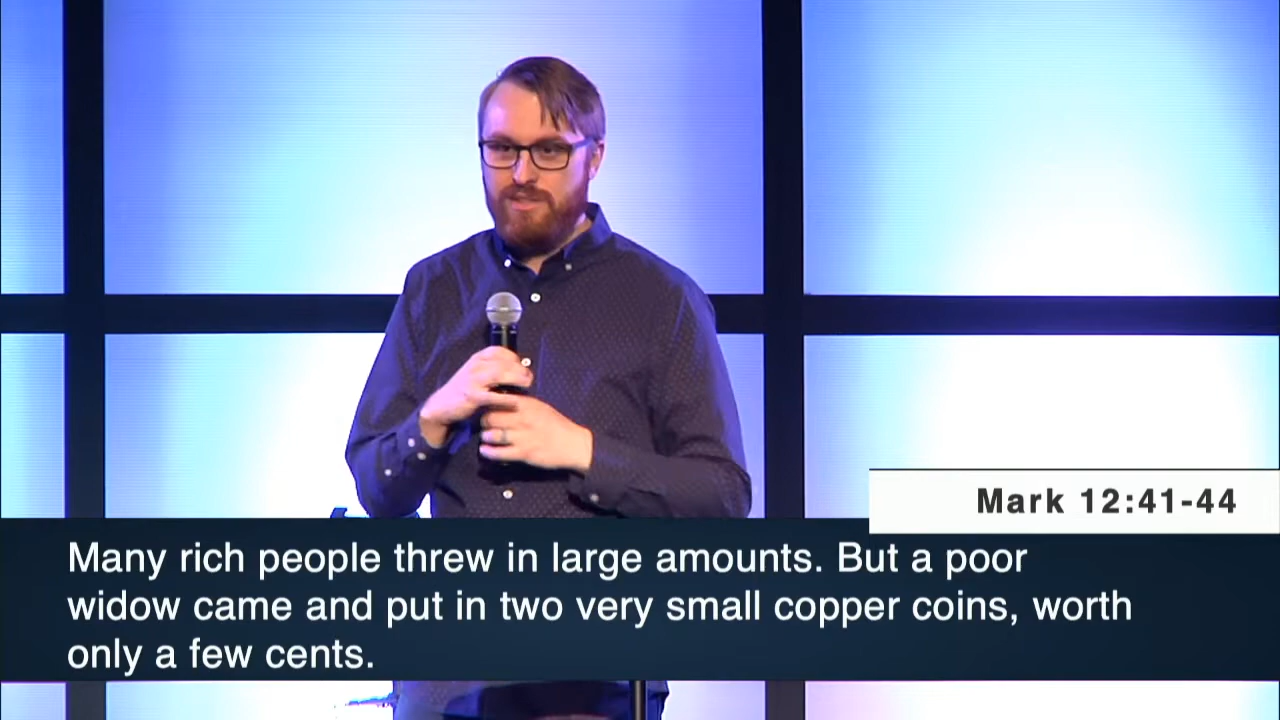 Mark 12:41-44
Many rich people threw in large amounts. But a poor
widow came and put in two very small copper coins, worth
only a few cents.